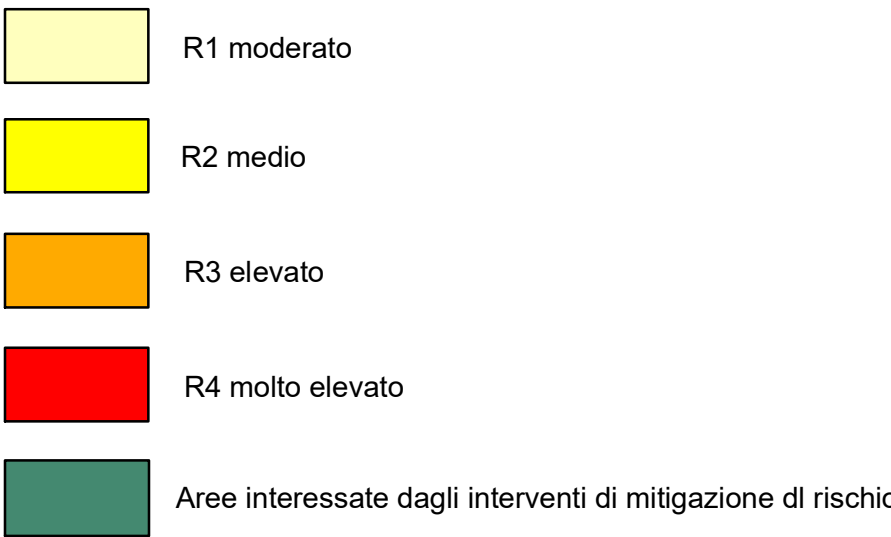 R1 moderato
R2 medio
R3 elevato
R4 molto elevato
Aree interessate dagli interventi di mitigazione dl rischio